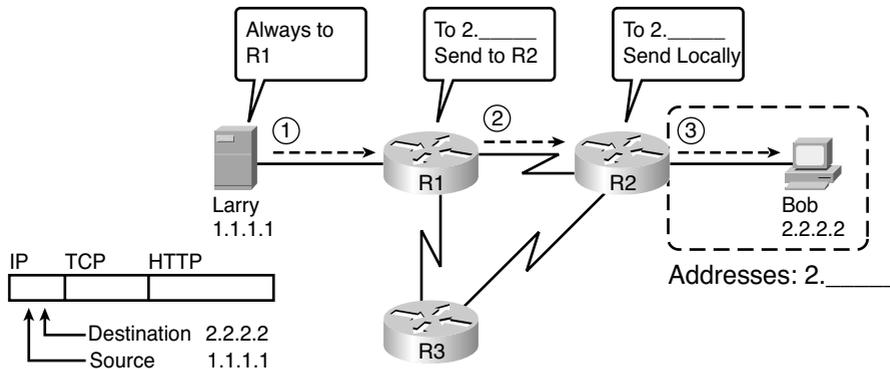 Always to
R1
To 2._____
Send to R2
To 2._____
Send Locally
1
2
3
R1
R2
Larry
1.1.1.1
Bob
2.2.2.2
IP TCP HTTP
Addresses: 2._____
Destination 2.2.2.2
Source 1.1.1.1
R3